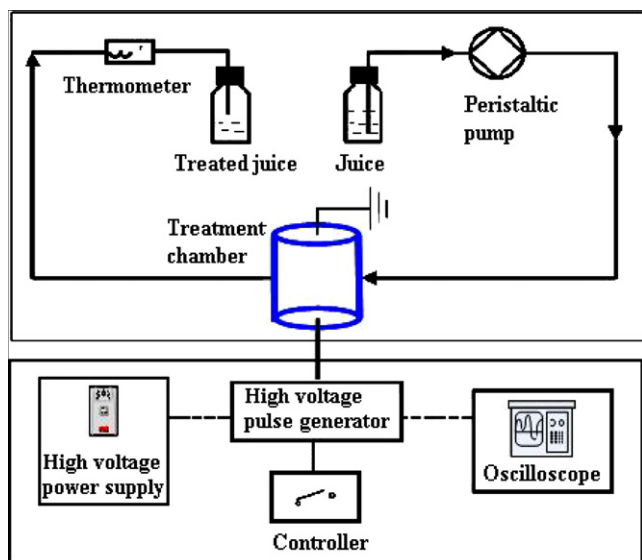 Thermometer
Treated juice
Juice
Peristaltic
pump
Treatment
chamber
High voltage
pulse generator
High voltage
power supply
Oscilloscope
Controller